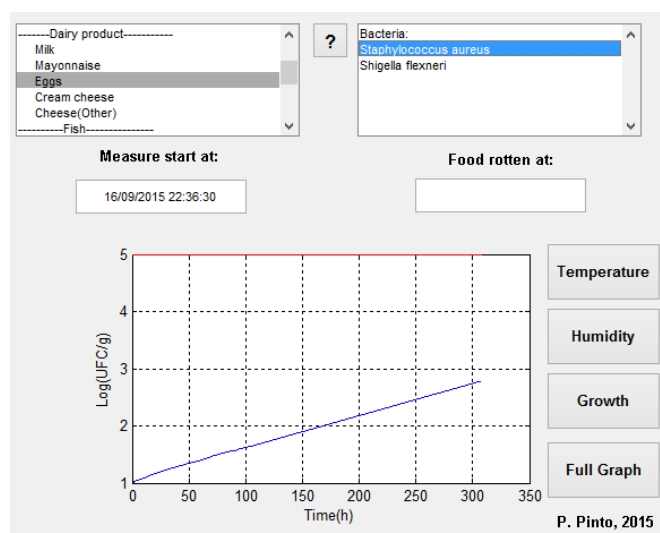 -------Dairy product-----------
Milk
Mayonnaise
Eggs
Cream cheese
Cheese(Other)
----------Fish---------------
?
Bacteria:
Staphylococcus aureus
Shigella flexneri
Measure start at:
Food rotten at:
16/09/2015 22:36:30
5
4
3
2
1
Log(UFC/g)
0 50 100 150 200 250 300 350
Time(h)
Temperature
Humidity
Growth
Full Graph
P. Pinto, 2015